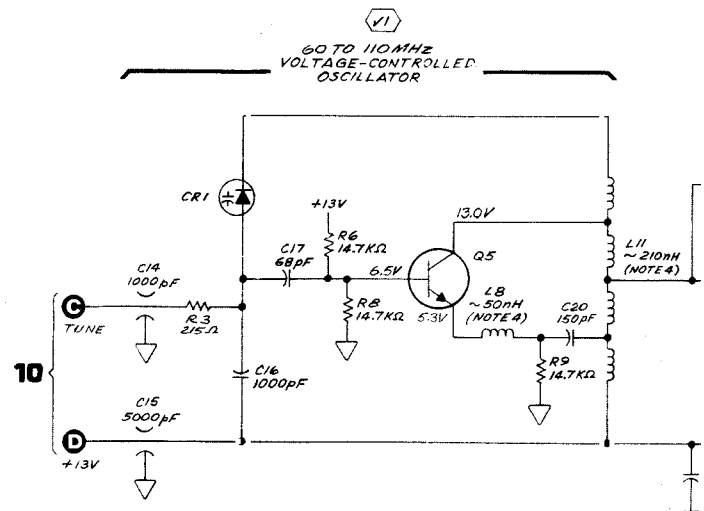 √1
60 TO 110MHz
VOLTAGE-CONTROLLED
OSCILLATOR
CR1
+13V
13.0V
C17
68pF
R6
14.7KΩ
Q5
L11
~210nH
(NOTE 4)
6.5V
C14
1000pF
L8
~50nH
(NOTE 4)
C20
150pF
R8
14.7KΩ
5.3V
C
TUNE
R3
215Ω
R9
14.7KΩ
10
C16
1000pF
C15
5000pF
D
+13V